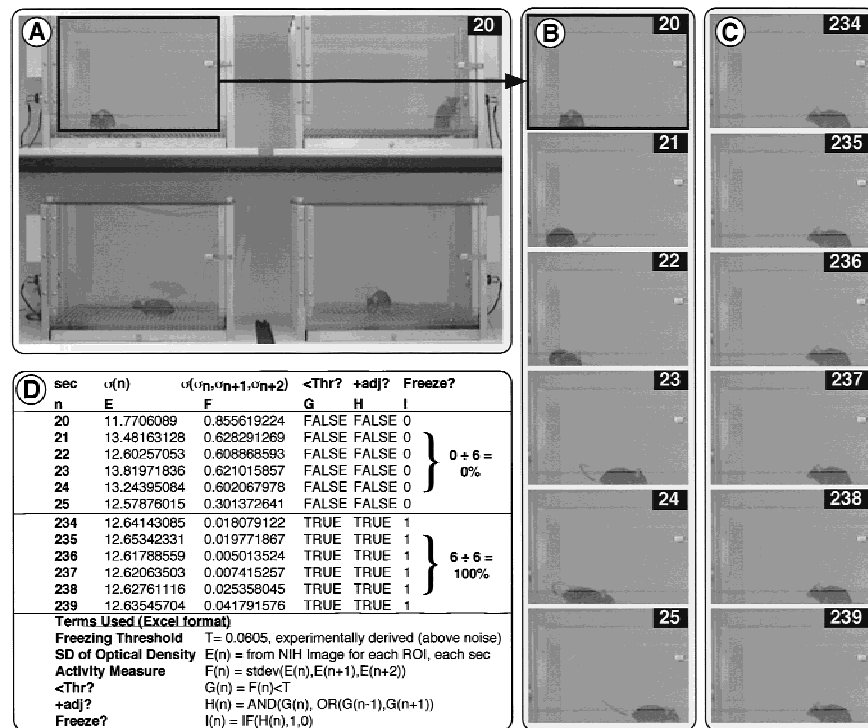 A
20
B
20
21
22
23
24
25
C
234
235
236
237
238
239
D
sec σ(n) σ(σn,σn+1,σn+2) <Thr? +adj? Freeze?
n E F G H I
20 11.7706089 0.855619224 FALSE FALSE 0
21 13.48163128 0.628291269 FALSE FALSE 0
22 12.60257053 0.608868593 FALSE FALSE 0
23 13.81971836 0.621015857 FALSE FALSE 0
24 13.24395084 0.602067978 FALSE FALSE 0
25 12.57876015 0.301372641 FALSE FALSE 0
0 ÷ 6 =
0%
234 12.64143085 0.018079122 TRUE TRUE 1
235 12.65342331 0.019771867 TRUE TRUE 1
236 12.61788559 0.005013524 TRUE TRUE 1
237 12.62063503 0.007415257 TRUE TRUE 1
238 12.62761116 0.025358045 TRUE TRUE 1
239 12.63545704 0.041791576 TRUE TRUE 1
6 ÷ 6 =
100%
Terms Used (Excel format)
Freezing Threshold T= 0.0605, experimentally derived (above noise)
SD of Optical Density E(n) = from NIH Image for each ROI, each sec
Activity Measure F(n) = stdev(E(n),E(n+1),E(n+2))
<Thr? G(n) = F(n)<T
+adj? H(n) = AND(G(n), OR(G(n-1),G(n+1))
Freeze? I(n) = IF(H(n),1,0)